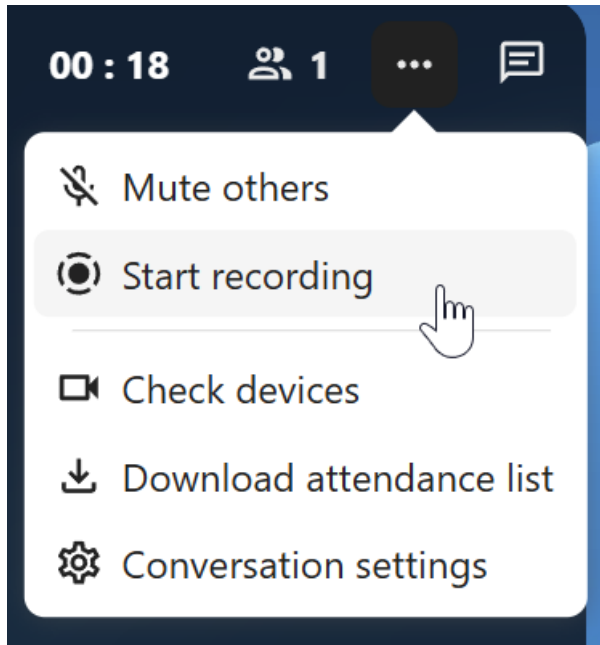 00 : 18 1
Mute others
Start recording
Check devices
Download attendance list
Conversation settings